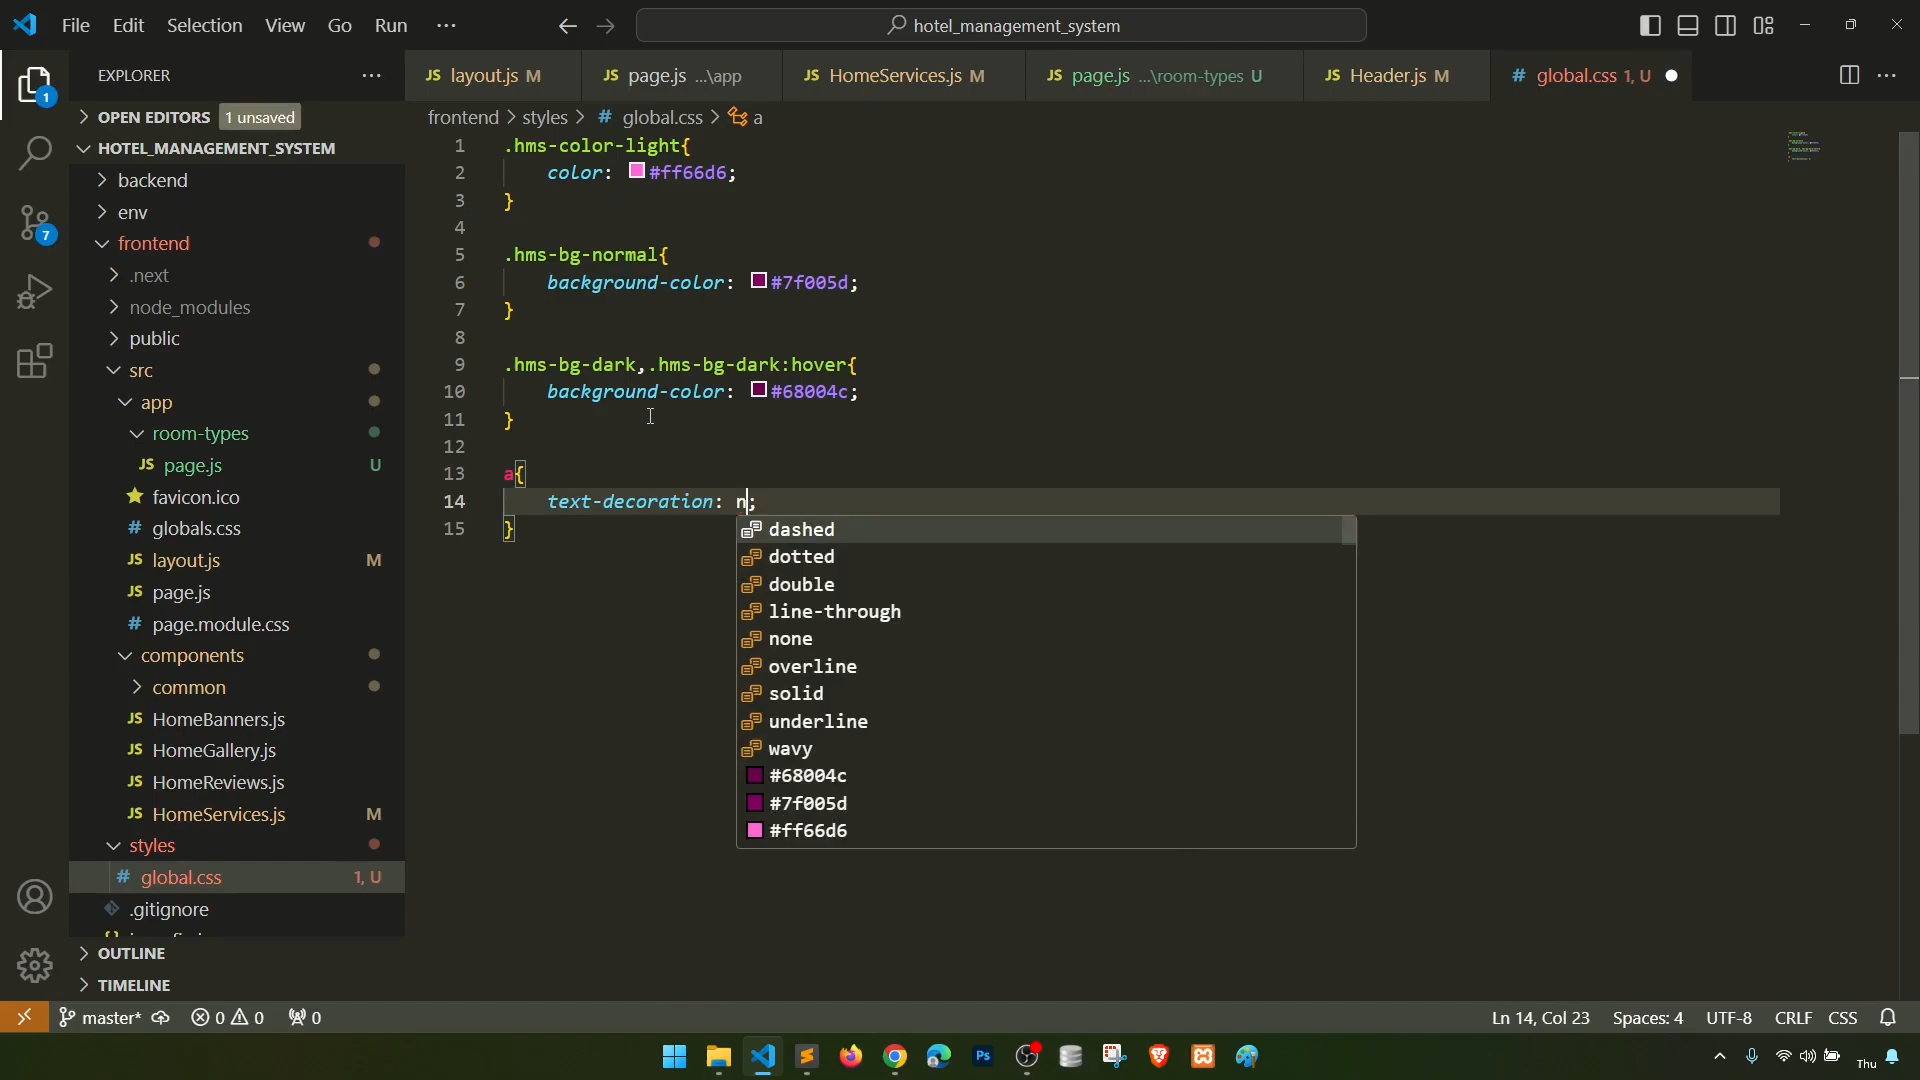 File Edit Selection View Go Run ···
hotel_management_system
EXPLORER ···
OPEN EDITORS 1 unsaved
HOTEL_MANAGEMENT_SYSTEM
backend
env
frontend
.next
node_modules
public
src
app
room-types
JS page.js U
favicon.ico
# globals.css
JS layout.js M
JS page.js
# page.module.css
components
common
JS HomeBanners.js
JS HomeGallery.js
JS HomeReviews.js
JS HomeServices.js M
styles
# global.css 1, U
.gitignore
OUTLINE
TIMELINE
JS layout.js M JS page.js ...\app JS HomeServices.js M JS page.js ...\room-types U JS Header.js M # global.css 1, U
frontend > styles > # global.css > a
1 .hms-color-light{
2 color: #ff66d6;
3 }
4
5 .hms-bg-normal{
6 background-color: #7f005d;
7 }
8
9 .hms-bg-dark,.hms-bg-dark:hover{
10 background-color: #68004c;
11 }
12
13 a{
14 text-decoration: n;
15 }
dashed
dotted
double
line-through
none
overline
solid
underline
wavy
#68004c
#7f005d
#ff66d6
1
7
master* 0 0 0 Ln 14, Col 23 Spaces: 4 UTF-8 CRLF CSS
Ps
Thu